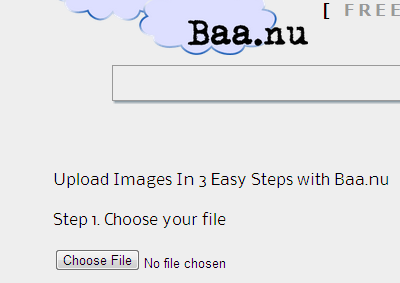 [ FREE
Baa.nu
Upload Images In 3 Easy Steps with Baa.nu
Step 1. Choose your file
Choose File No file chosen